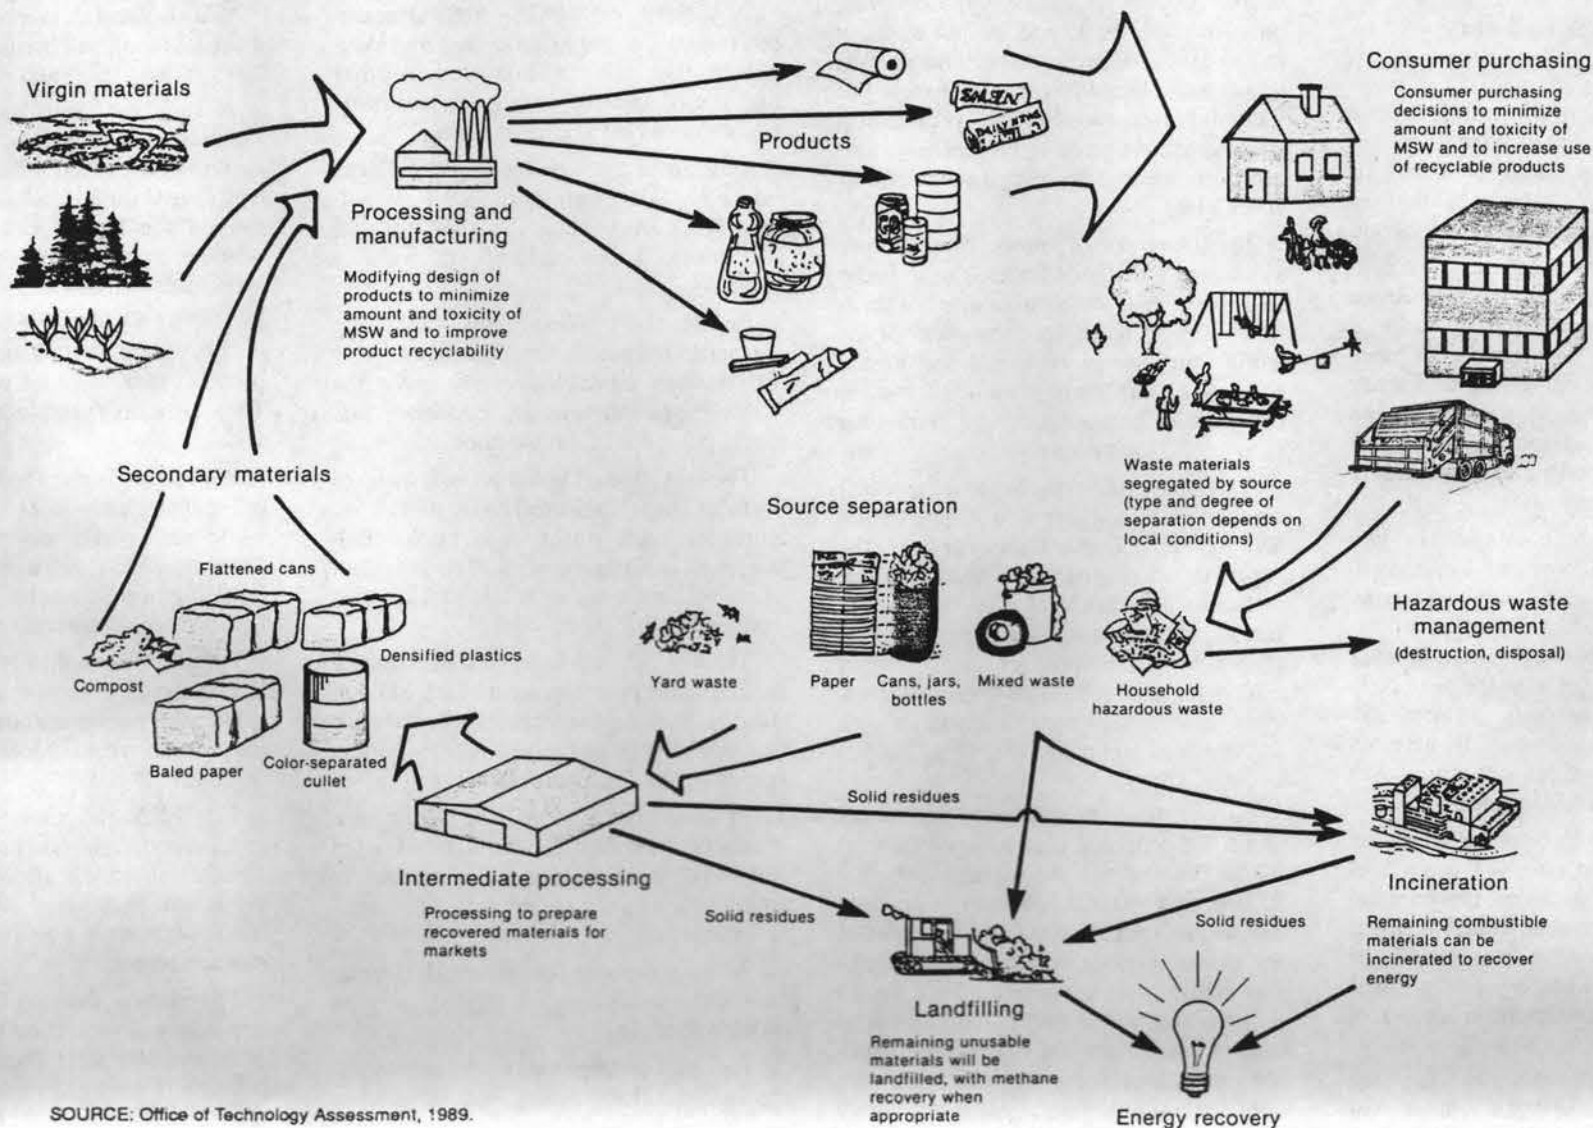 Virgin materials
Processing and
manufacturing
Modifying design of
products to minimize
amount and toxicity of
MSW and to improve
product recyclability
Products
DAILY NEWS
Consumer purchasing
Consumer purchasing
decisions to minimize
amount and toxicity of
MSW and to increase use
of recyclable products
Waste materials
segregated by source
(type and degree of
separation depends on
local conditions)
Secondary materials
Flattened cans
Compost
Densified plastics
Baled paper
Color-separated
cullet
Source separation
Yard waste
Paper
Cans, jars,
bottles
Mixed waste
Household
hazardous waste
Hazardous waste
management
(destruction, disposal)
Intermediate processing
Processing to prepare
recovered materials for
markets
Solid residues
Solid residues
Solid residues
Incineration
Remaining combustible
materials can be
incinerated to recover
energy
Landfilling
Remaining unusable
materials will be
landfilled, with methane
recovery when
appropriate
Energy recovery
SOURCE: Office of Technology Assessment, 1989.